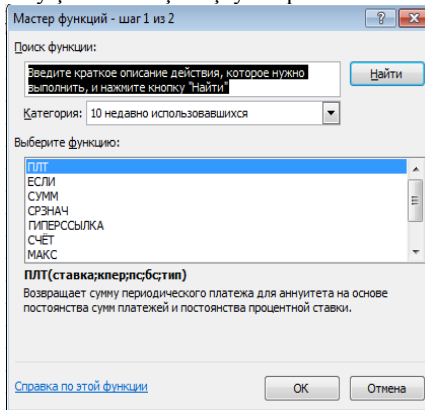 Мастер функций - шаг 1 из 2
Поиск функции:
Введите краткое описание действия, которое нужно
выполнить, и нажмите кнопку "Найти"
Найти
Категория: 10 недавно использовавшихся
Выберите функцию:
ПЛТ
ЕСЛИ
СУММ
СРЗНАЧ
ГИПЕРССЫЛКА
СЧЁТ
МАКС
ПЛТ(ставка;кпер;пс;бс;тип)
Возвращает сумму периодического платежа для аннуитета на основе
постоянства сумм платежей и постоянства процентной ставки.
Справка по этой функции
ОК
Отмена